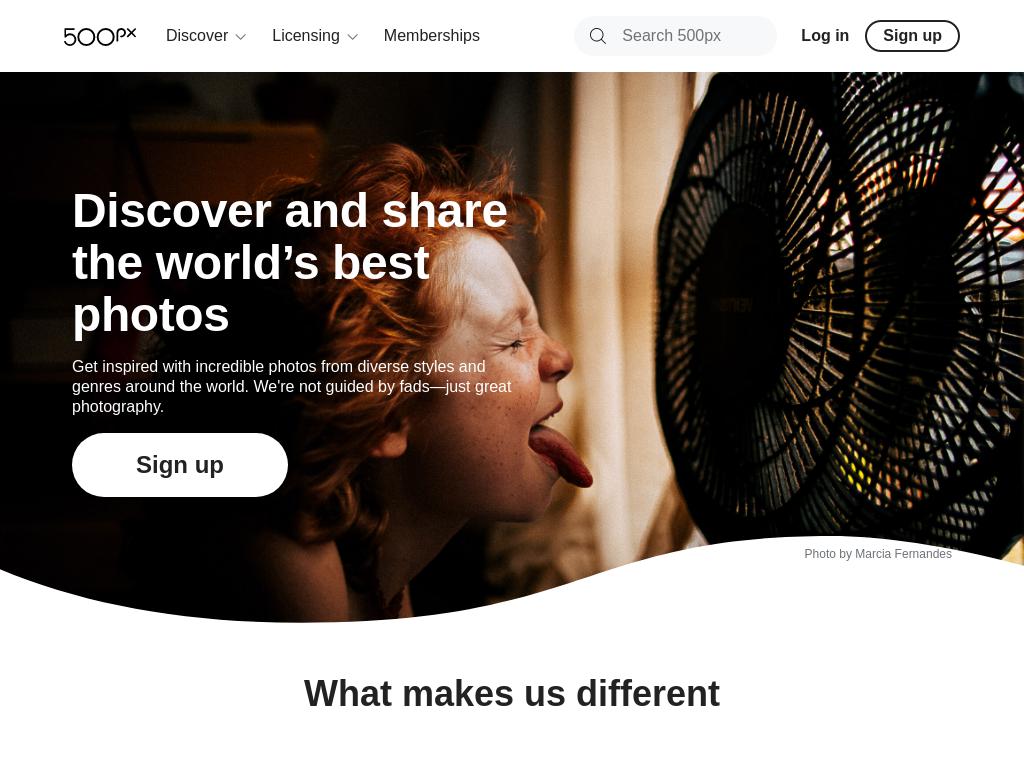 500px Discover Licensing Memberships Search 500px Log in Sign up
Discover and share
the world’s best
photos
Get inspired with incredible photos from diverse styles and
genres around the world. We're not guided by fads—just great
photography.
Sign up
Photo by Marcia Fernandes
What makes us different